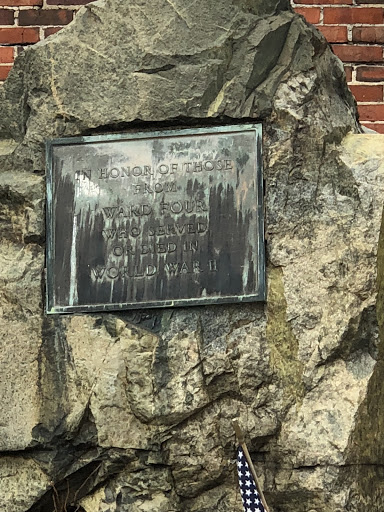 IN HONOR OF THOSE
FROM
WARD FOUR
WHO SERVED
OR DIED IN
WORLD WAR II